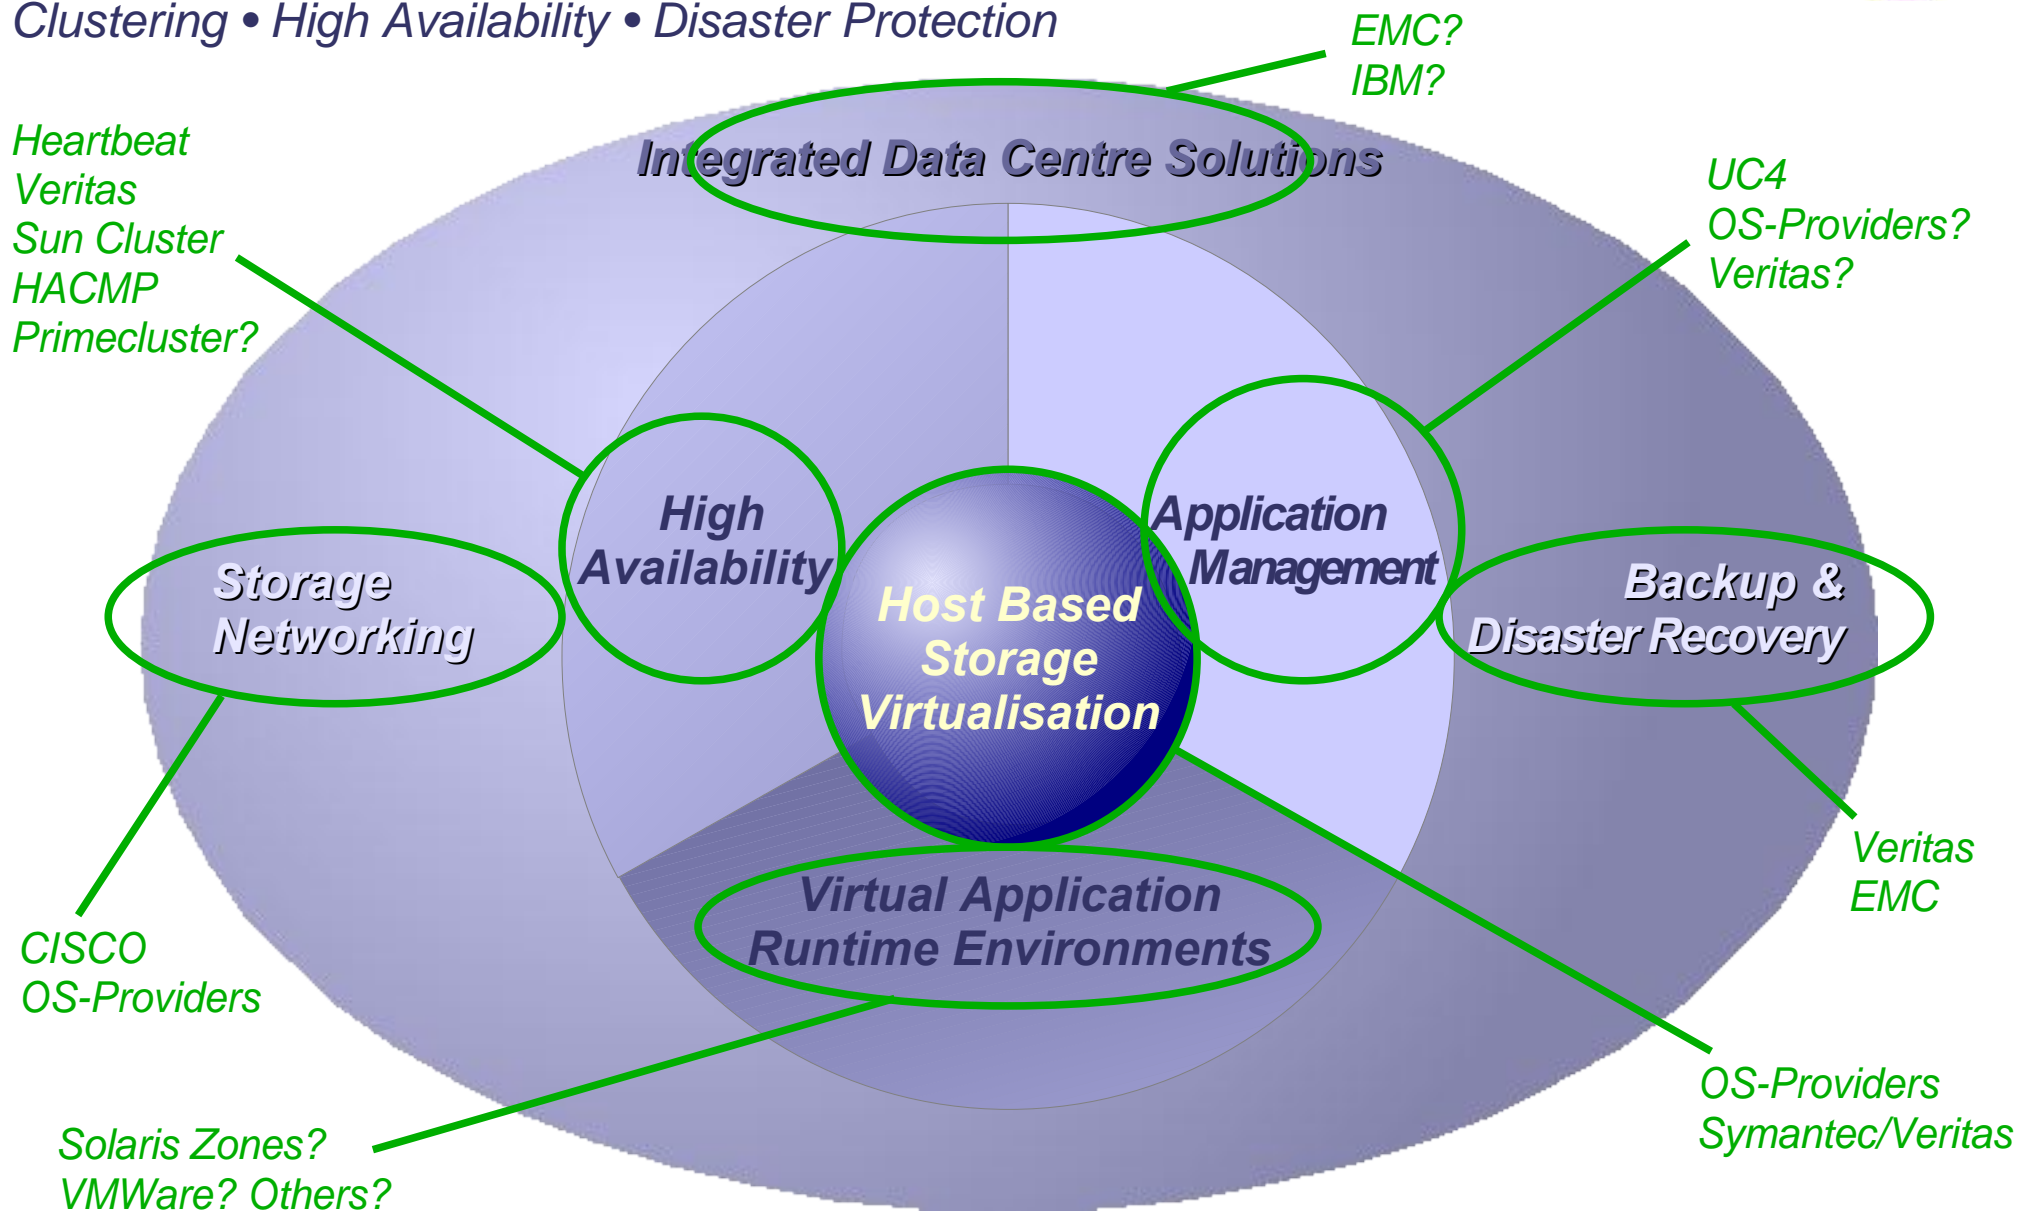 Clustering • High Availability • Disaster Protection
EMC?
IBM?
Heartbeat
Veritas
Sun Cluster
HACMP
Primecluster?
Integrated Data Centre Solutions
UC4
OS-Providers?
Veritas?
High
Availability
Application
Management
Storage
Networking
Host Based
Storage
Virtualisation
Backup &
Disaster Recovery
Virtual Application
Runtime Environments
Veritas
EMC
CISCO
OS-Providers
OS-Providers
Symantec/Veritas
Solaris Zones?
VMWare? Others?